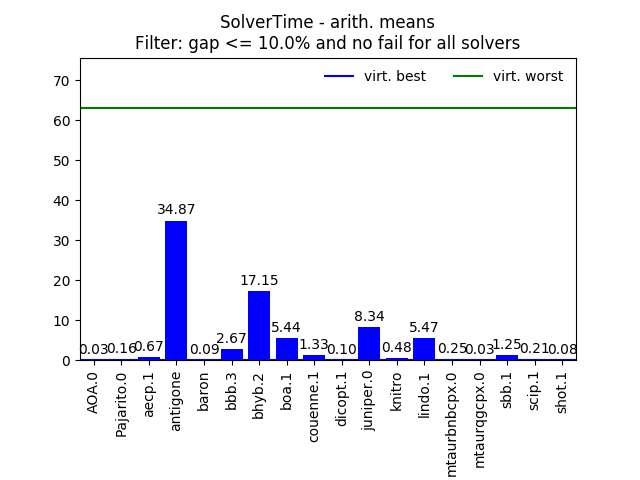 SolverTime - arith. means
Filter: gap <= 10.0% and no fail for all solvers
virt. best
virt. worst
70
60
50
40
30
20
10
0
0.03
0.16
0.67
34.87
0.09
2.67
17.15
5.44
1.33
0.10
8.34
0.48
5.47
0.25
0.03
1.25
0.21
0.08
AOA.0
Pajarito.0
aecp.1
antigone
baron
bbb.3
bhyb.2
boa.1
couenne.1
dicopt.1
juniper.0
knitro
lindo.1
mtaurbnbcpx.0
mtaurqgcpx.0
sbb.1
scip.1
shot.1